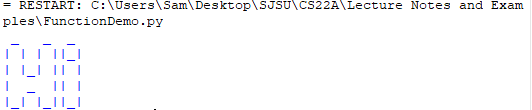 = RESTART: C:\Users\Sam\Desktop\SJSU\CS22A\Lecture Notes and Exam
ples\FunctionDemo.py
 _   _  _
| | | ||_|
| |_| || |
|  _  || |
|_| |_||_|